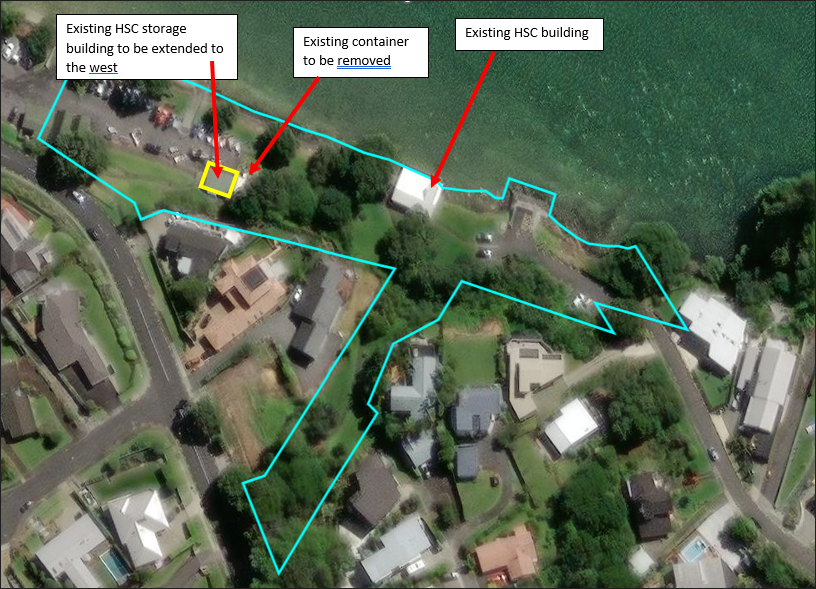 Existing HSC storage
building to be extended to
the west
Existing container
to be removed
Existing HSC building